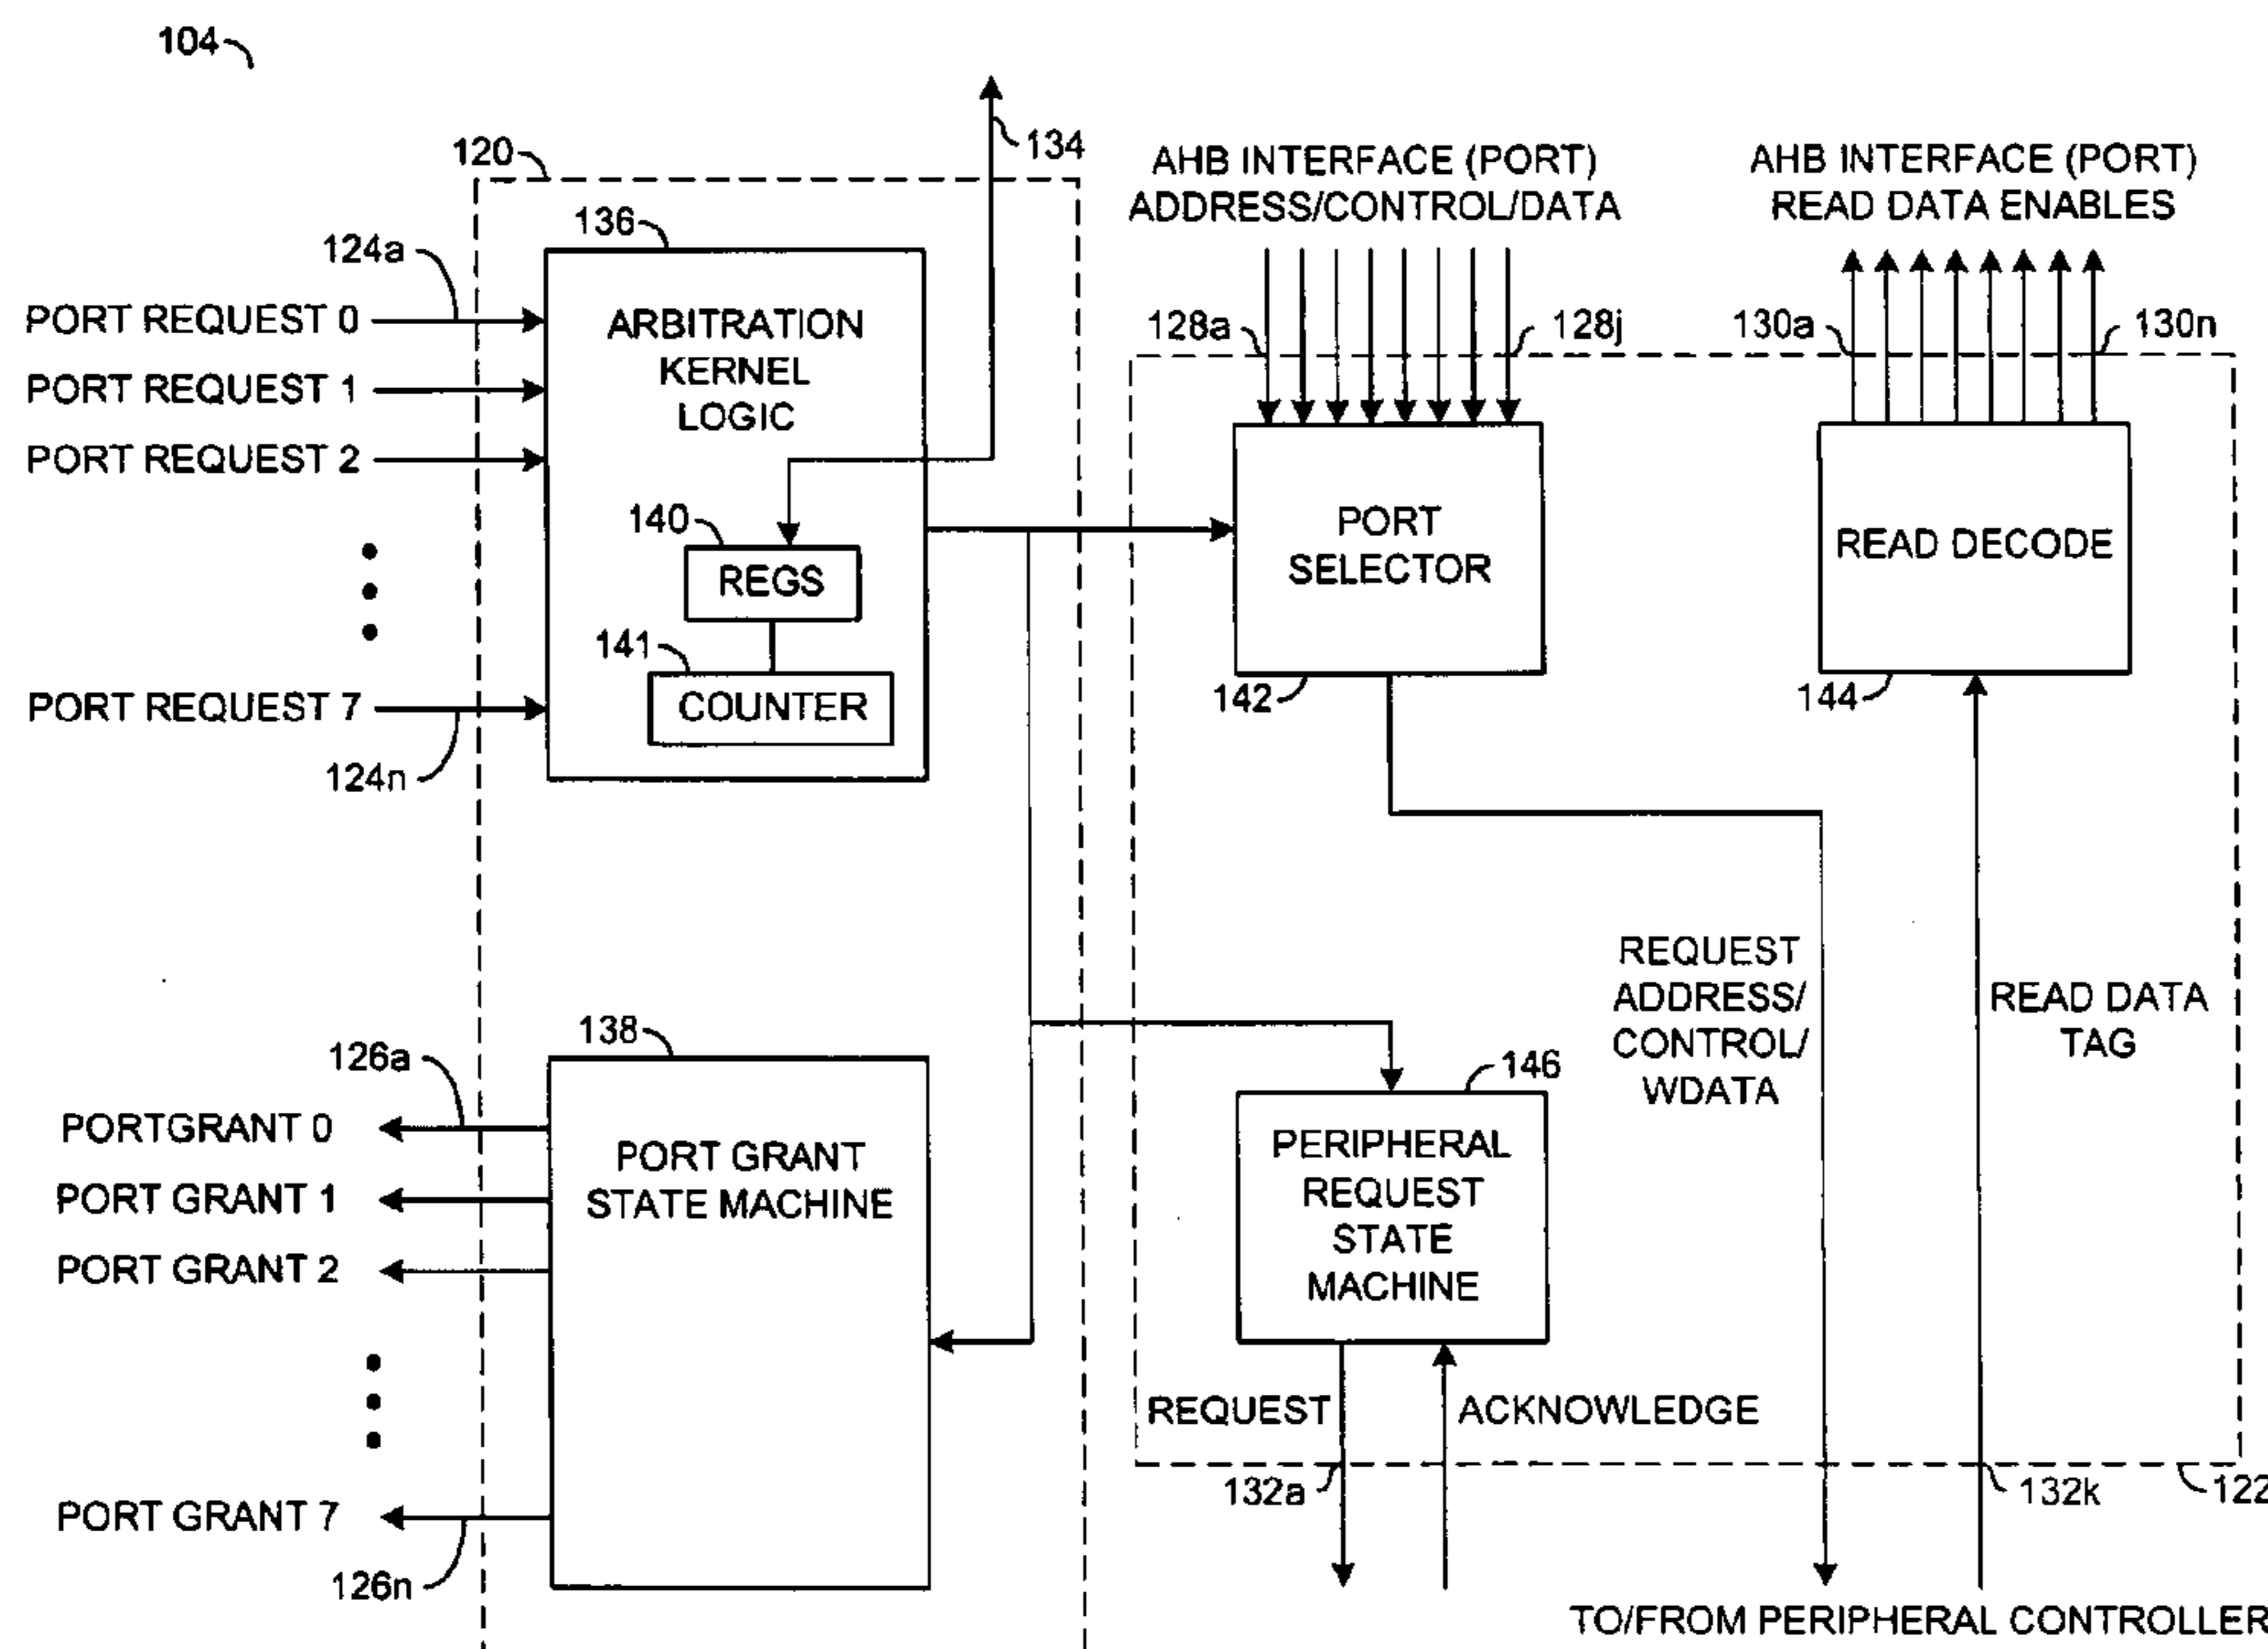 104
134
120
AHB INTERFACE (PORT)
ADDRESS/CONTROL/DATA
AHB INTERFACE (PORT)
READ DATA ENABLES
136
124a
128a
128j
130a
130n
PORT REQUEST 0
PORT REQUEST 1
PORT REQUEST 2
PORT REQUEST 7
124n
ARBITRATION
KERNEL
LOGIC
140
REGS
141
COUNTER
PORT
SELECTOR
142
READ DECODE
144
REQUEST
ADDRESS/
CONTROL/
WDATA
READ DATA
TAG
138
126a
PORTGRANT 0
PORT GRANT 1
PORT GRANT 2
PORT GRANT 7
126n
PORT GRANT
STATE MACHINE
146
PERIPHERAL
REQUEST
STATE
MACHINE
REQUEST
ACKNOWLEDGE
132a
132k
122
TO/FROM PERIPHERAL CONTROLLER